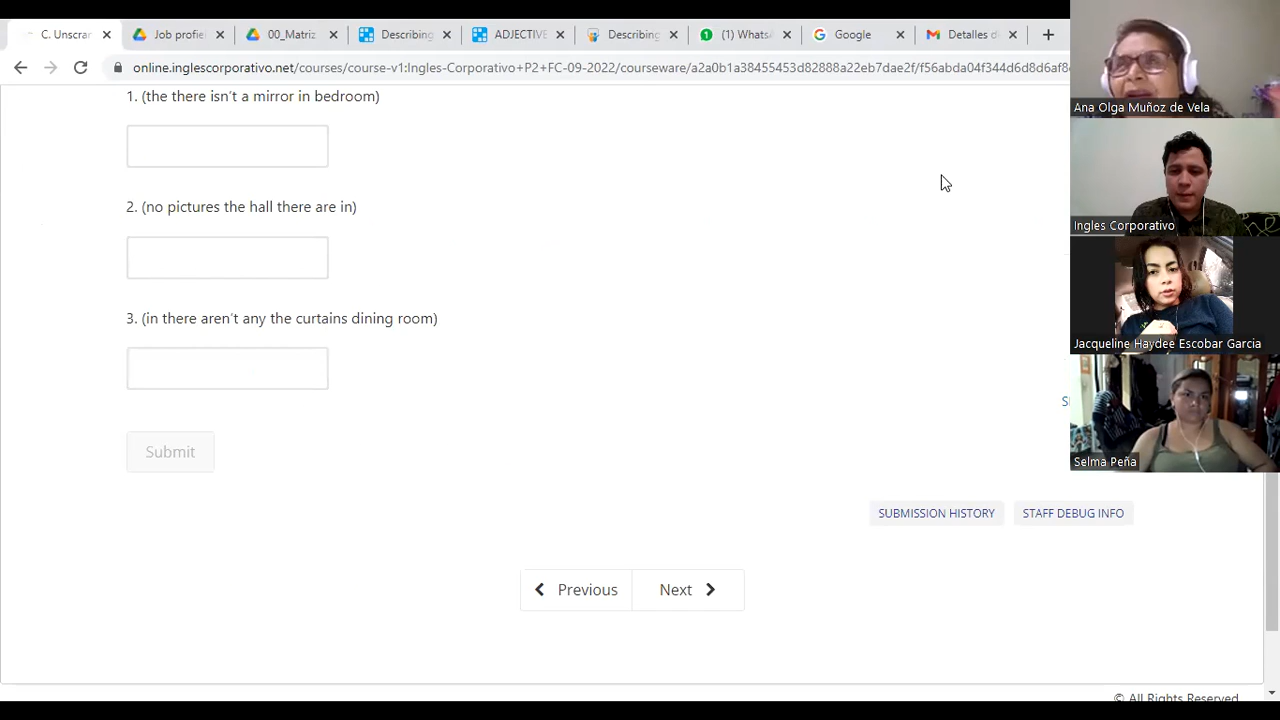 C. Unscrar
Job profiel
00_Matriz
Describing
ADJECTIVE
Describing
(1) Whats
Google
Detalles d
online.inglescorporativo.net/courses/course-v1:Ingles-Corporativo+P2+FC-09-2022/courseware/a2a0b1a38455453d82888a22eb7dae2f/f56abda04f344d6d8d6af8
1. (the there isn't a mirror in bedroom)
2. (no pictures the hall there are in)
3. (in there aren't any the curtains dining room)
Submit
SUBMISSION HISTORY
STAFF DEBUG INFO
Previous
Next
© All Rights Reserved
Ana Olga Muñoz de Vela
Ingles Corporativo
Jacqueline Haydee Escobar Garcia
Selma Peña